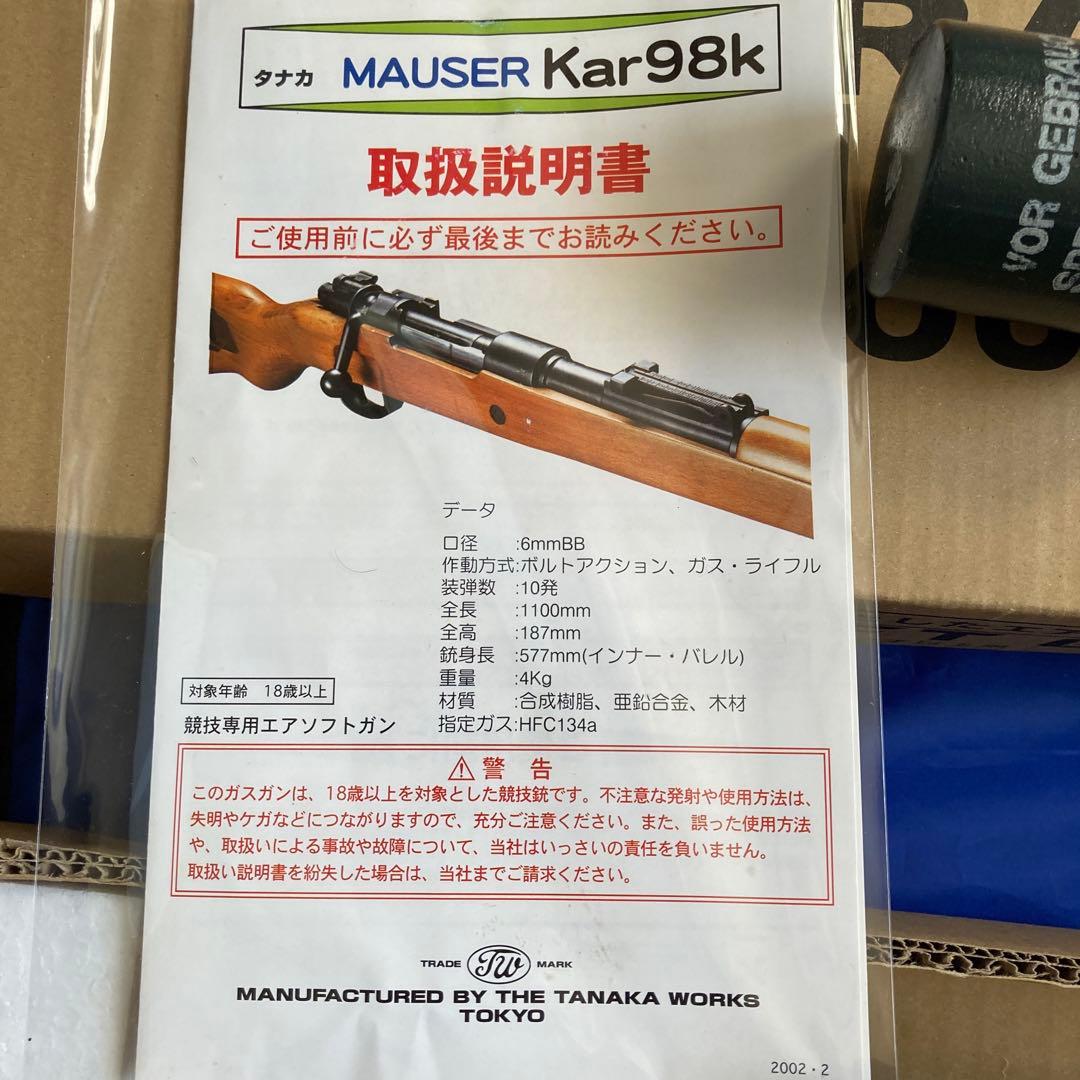 タナカ MAUSER Kar98k
取扱説明書
ご使用前に必ず最後までお読みください。
VOR GEBRAU
データ
口径 :6mmBB
作動方式:ボルトアクション、ガス・ライフル
装弾数 :10発
全長 :1100mm
全高 :187mm
銃身長 :577mm(インナー・バレル)
重量 :4Kg
材質 :合成樹脂、亜鉛合金、木材
指定ガス:HFC134a
対象年齢 18歳以上
競技専用エアソフトガン
⚠警告
このガスガンは、18歳以上を対象とした競技銃です。不注意な発射や使用方法は、
失明やケガなどにつながりますので、充分ご注意ください。また、誤った使用方法
や、取扱いによる事故や故障について、当社はいっさいの責任を負いません。
取扱い説明書を紛失した場合は、当社までご請求ください。
TRADE TW MARK
MANUFACTURED BY THE TANAKA WORKS
TOKYO
2002・2